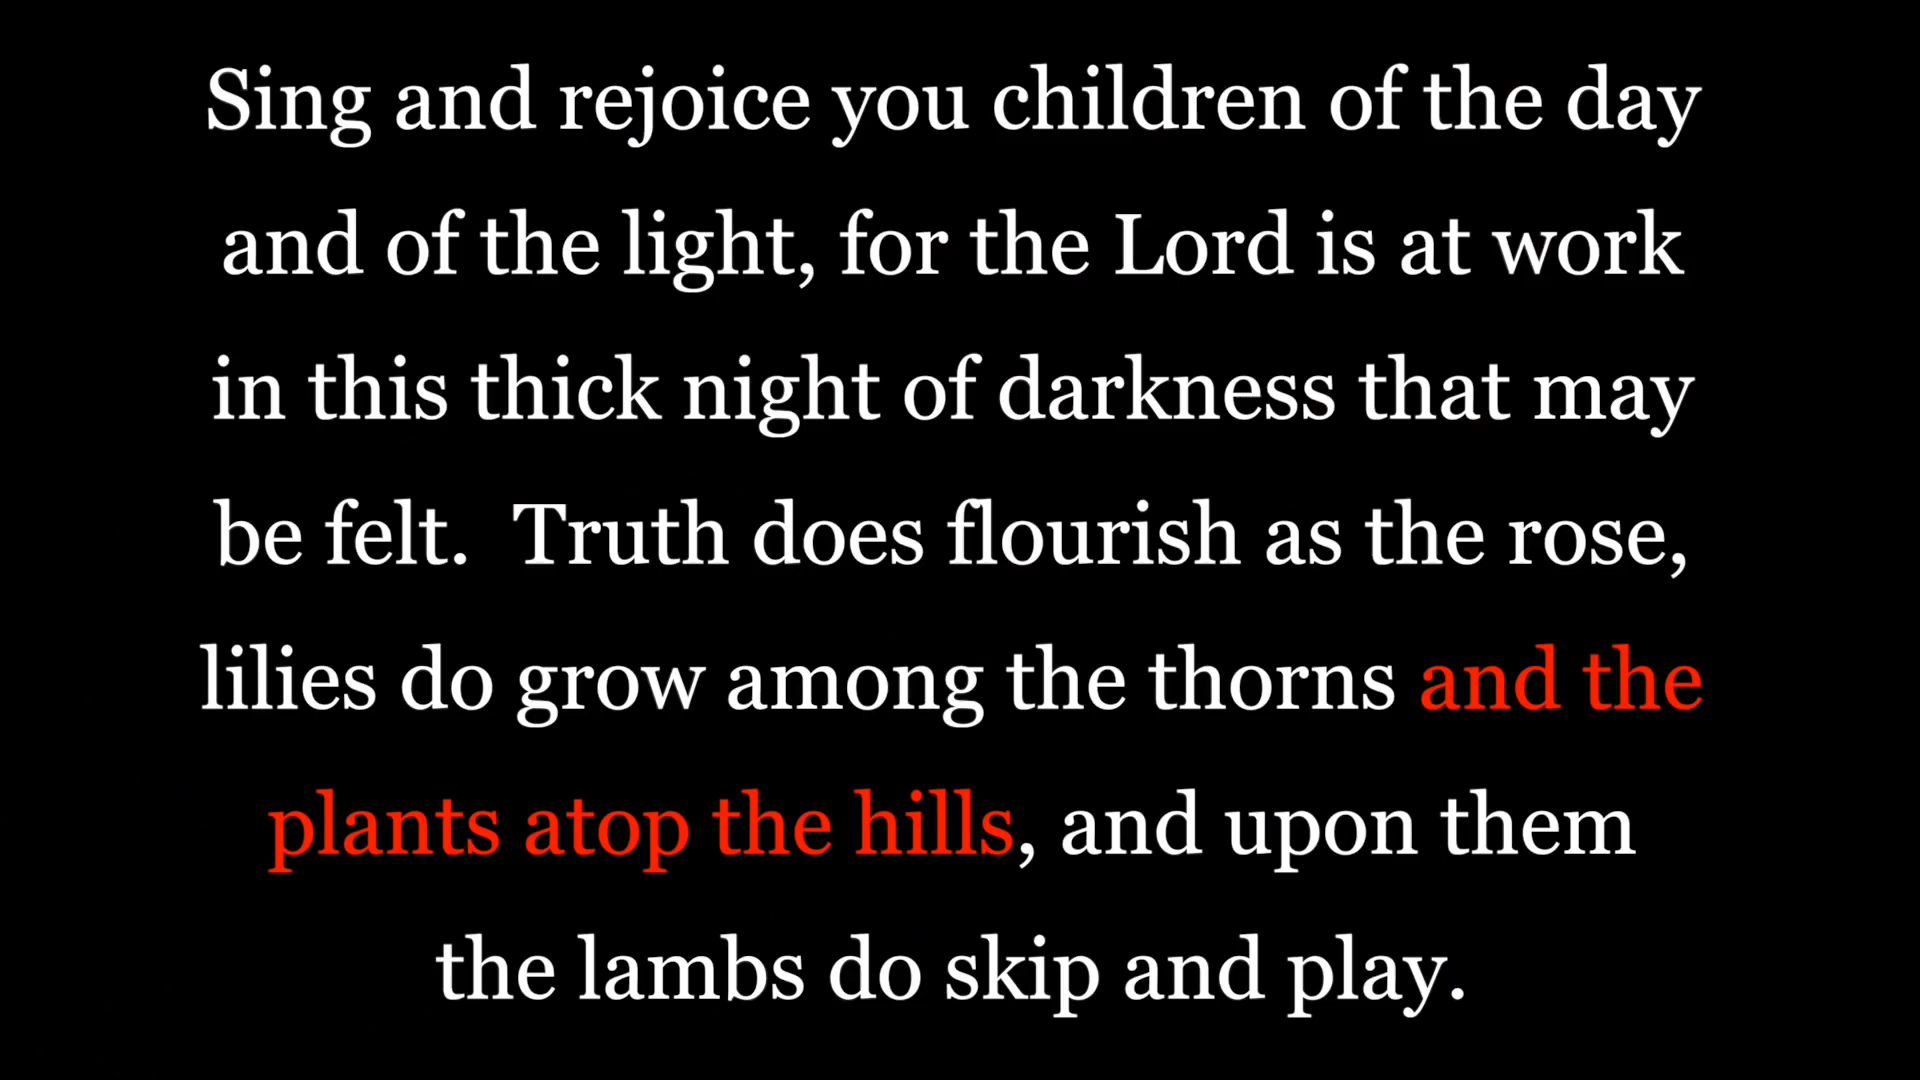 Sing and rejoice you children of the day
and of the light, for the Lord is at work
in this thick night of darkness that may
be felt.  Truth does flourish as the rose,
lilies do grow among the thorns and the
plants atop the hills, and upon them
the lambs do skip and play.